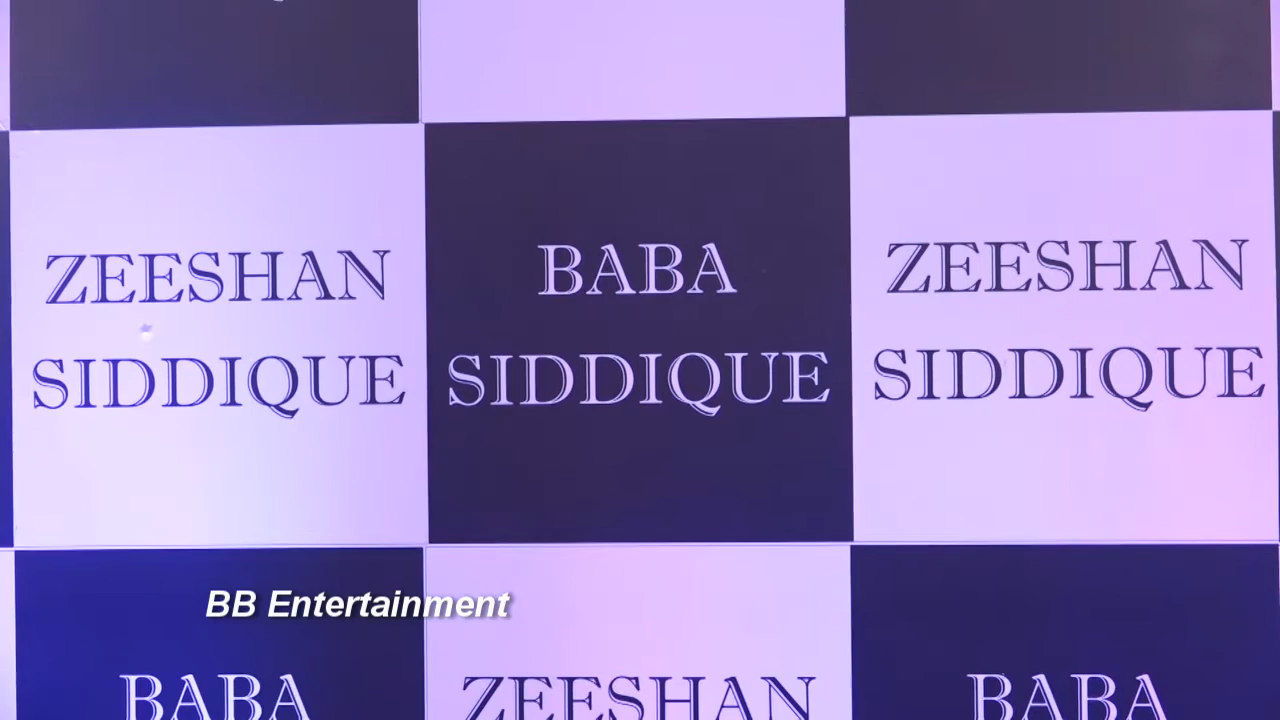 ZEESHAN
SIDDIQUE
BABA
SIDDIQUE
ZEESHAN
SIDDIQUE
BB Entertainment
BABA
ZEESHAN
BABA